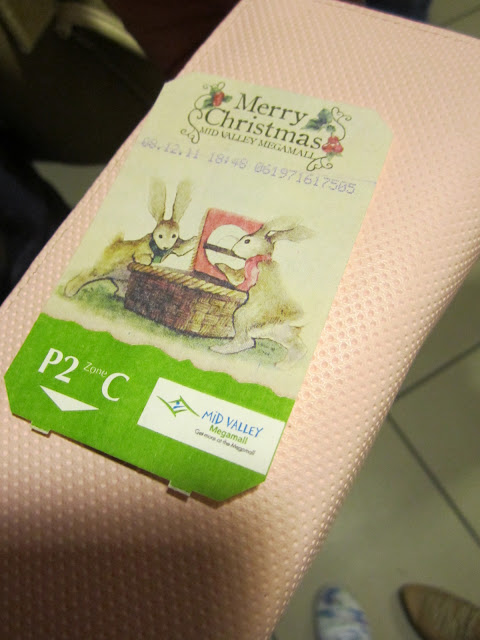 Merry
Christmas
MID VALLEY MEGAMALL
08.12.11 18:48 061971617505
P2 Zone C
MiD VALLEY
Megamall
Get more at the Megamall